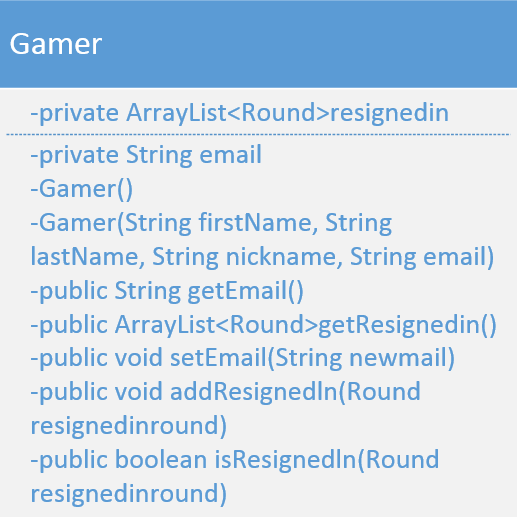 Gamer
-private ArrayList<Round>resignedin
-private String email
-Gamer()
-Gamer(String firstName, String
lastName, String nickname, String email)
-public String getEmail()
-public ArrayList<Round>getResignedin()
-public void setEmail(String newmail)
-public void addResignedIn(Round
resignedinround)
-public boolean isResignedIn(Round
resignedinround)